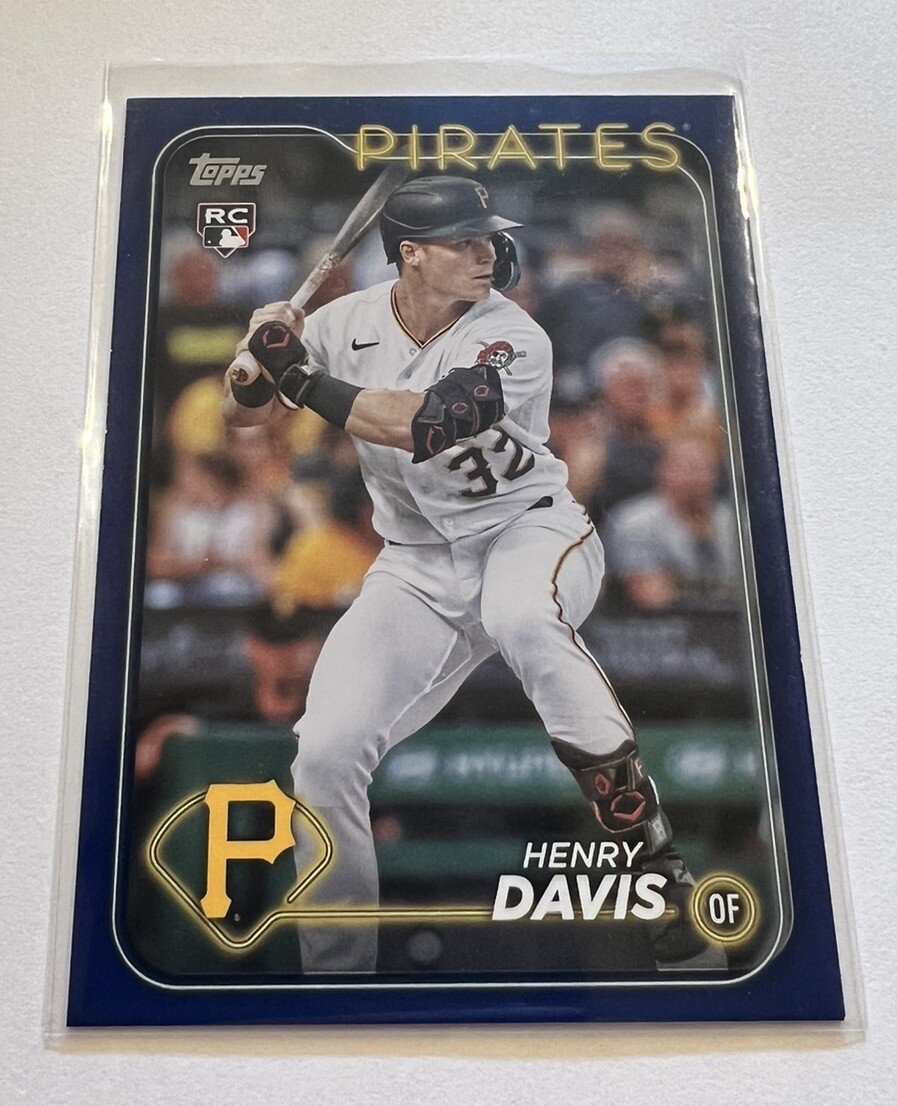 PIRATES
Topps
RC
P
32
P
HENRY
DAVIS
OF